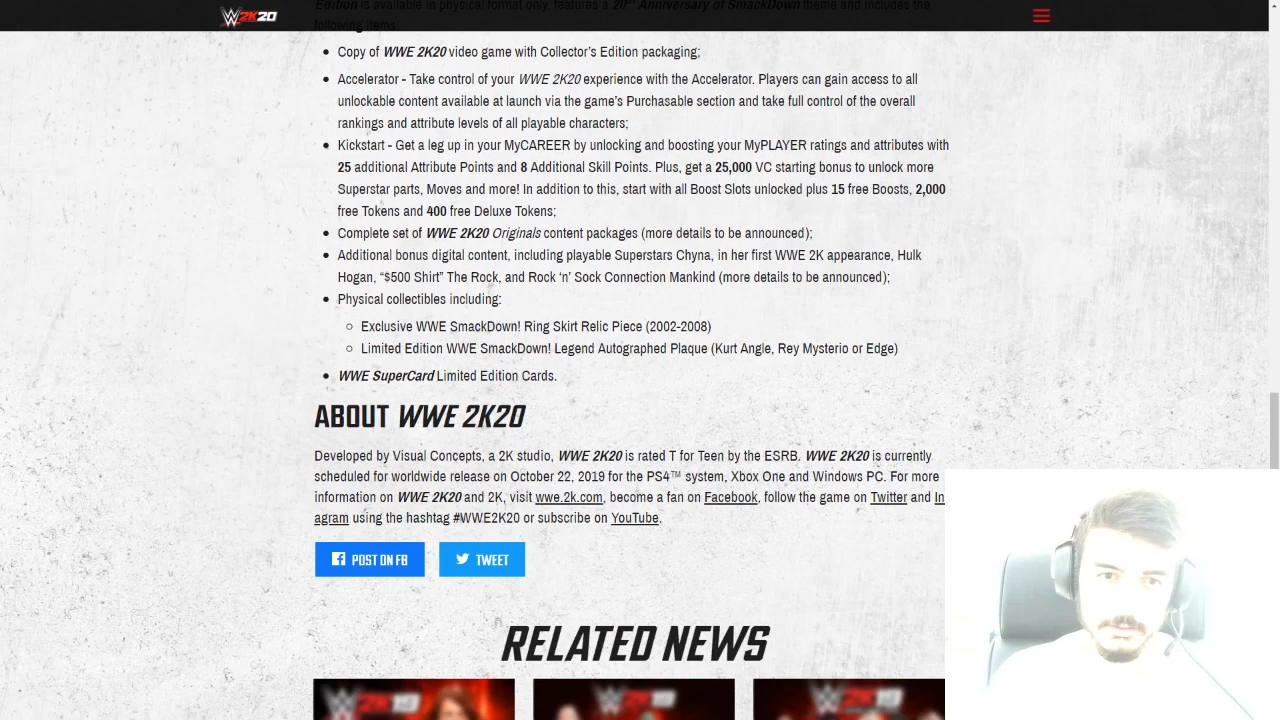 W 2K20
Edition is available in physical format only, features a 20th Anniversary of SmackDown theme and includes the
following items:
• Copy of WWE 2K20 video game with Collector’s Edition packaging;
• Accelerator - Take control of your WWE 2K20 experience with the Accelerator. Players can gain access to all
unlockable content available at launch via the game’s Purchasable section and take full control of the overall
rankings and attribute levels of all playable characters;
• Kickstart - Get a leg up in your MyCAREER by unlocking and boosting your MyPLAYER ratings and attributes with
25 additional Attribute Points and 8 Additional Skill Points. Plus, get a 25,000 VC starting bonus to unlock more
Superstar parts, Moves and more! In addition to this, start with all Boost Slots unlocked plus 15 free Boosts, 2,000
free Tokens and 400 free Deluxe Tokens;
• Complete set of WWE 2K20 Originals content packages (more details to be announced);
• Additional bonus digital content, including playable Superstars Chyna, in her first WWE 2K appearance, Hulk
Hogan, “$500 Shirt” The Rock, and Rock ‘n’ Sock Connection Mankind (more details to be announced);
• Physical collectibles including:
○ Exclusive WWE SmackDown! Ring Skirt Relic Piece (2002-2008)
○ Limited Edition WWE SmackDown! Legend Autographed Plaque (Kurt Angle, Rey Mysterio or Edge)
• WWE SuperCard Limited Edition Cards.
ABOUT WWE 2K20
Developed by Visual Concepts, a 2K studio, WWE 2K20 is rated T for Teen by the ESRB. WWE 2K20 is currently
scheduled for worldwide release on October 22, 2019 for the PS4™ system, Xbox One and Windows PC. For more
information on WWE 2K20 and 2K, visit wwe.2k.com, become a fan on Facebook, follow the game on Twitter and In
agram using the hashtag #WWE2K20 or subscribe on YouTube.
POST ON FB
TWEET
RELATED NEWS
W 2K19
W 2K19
W 2K19